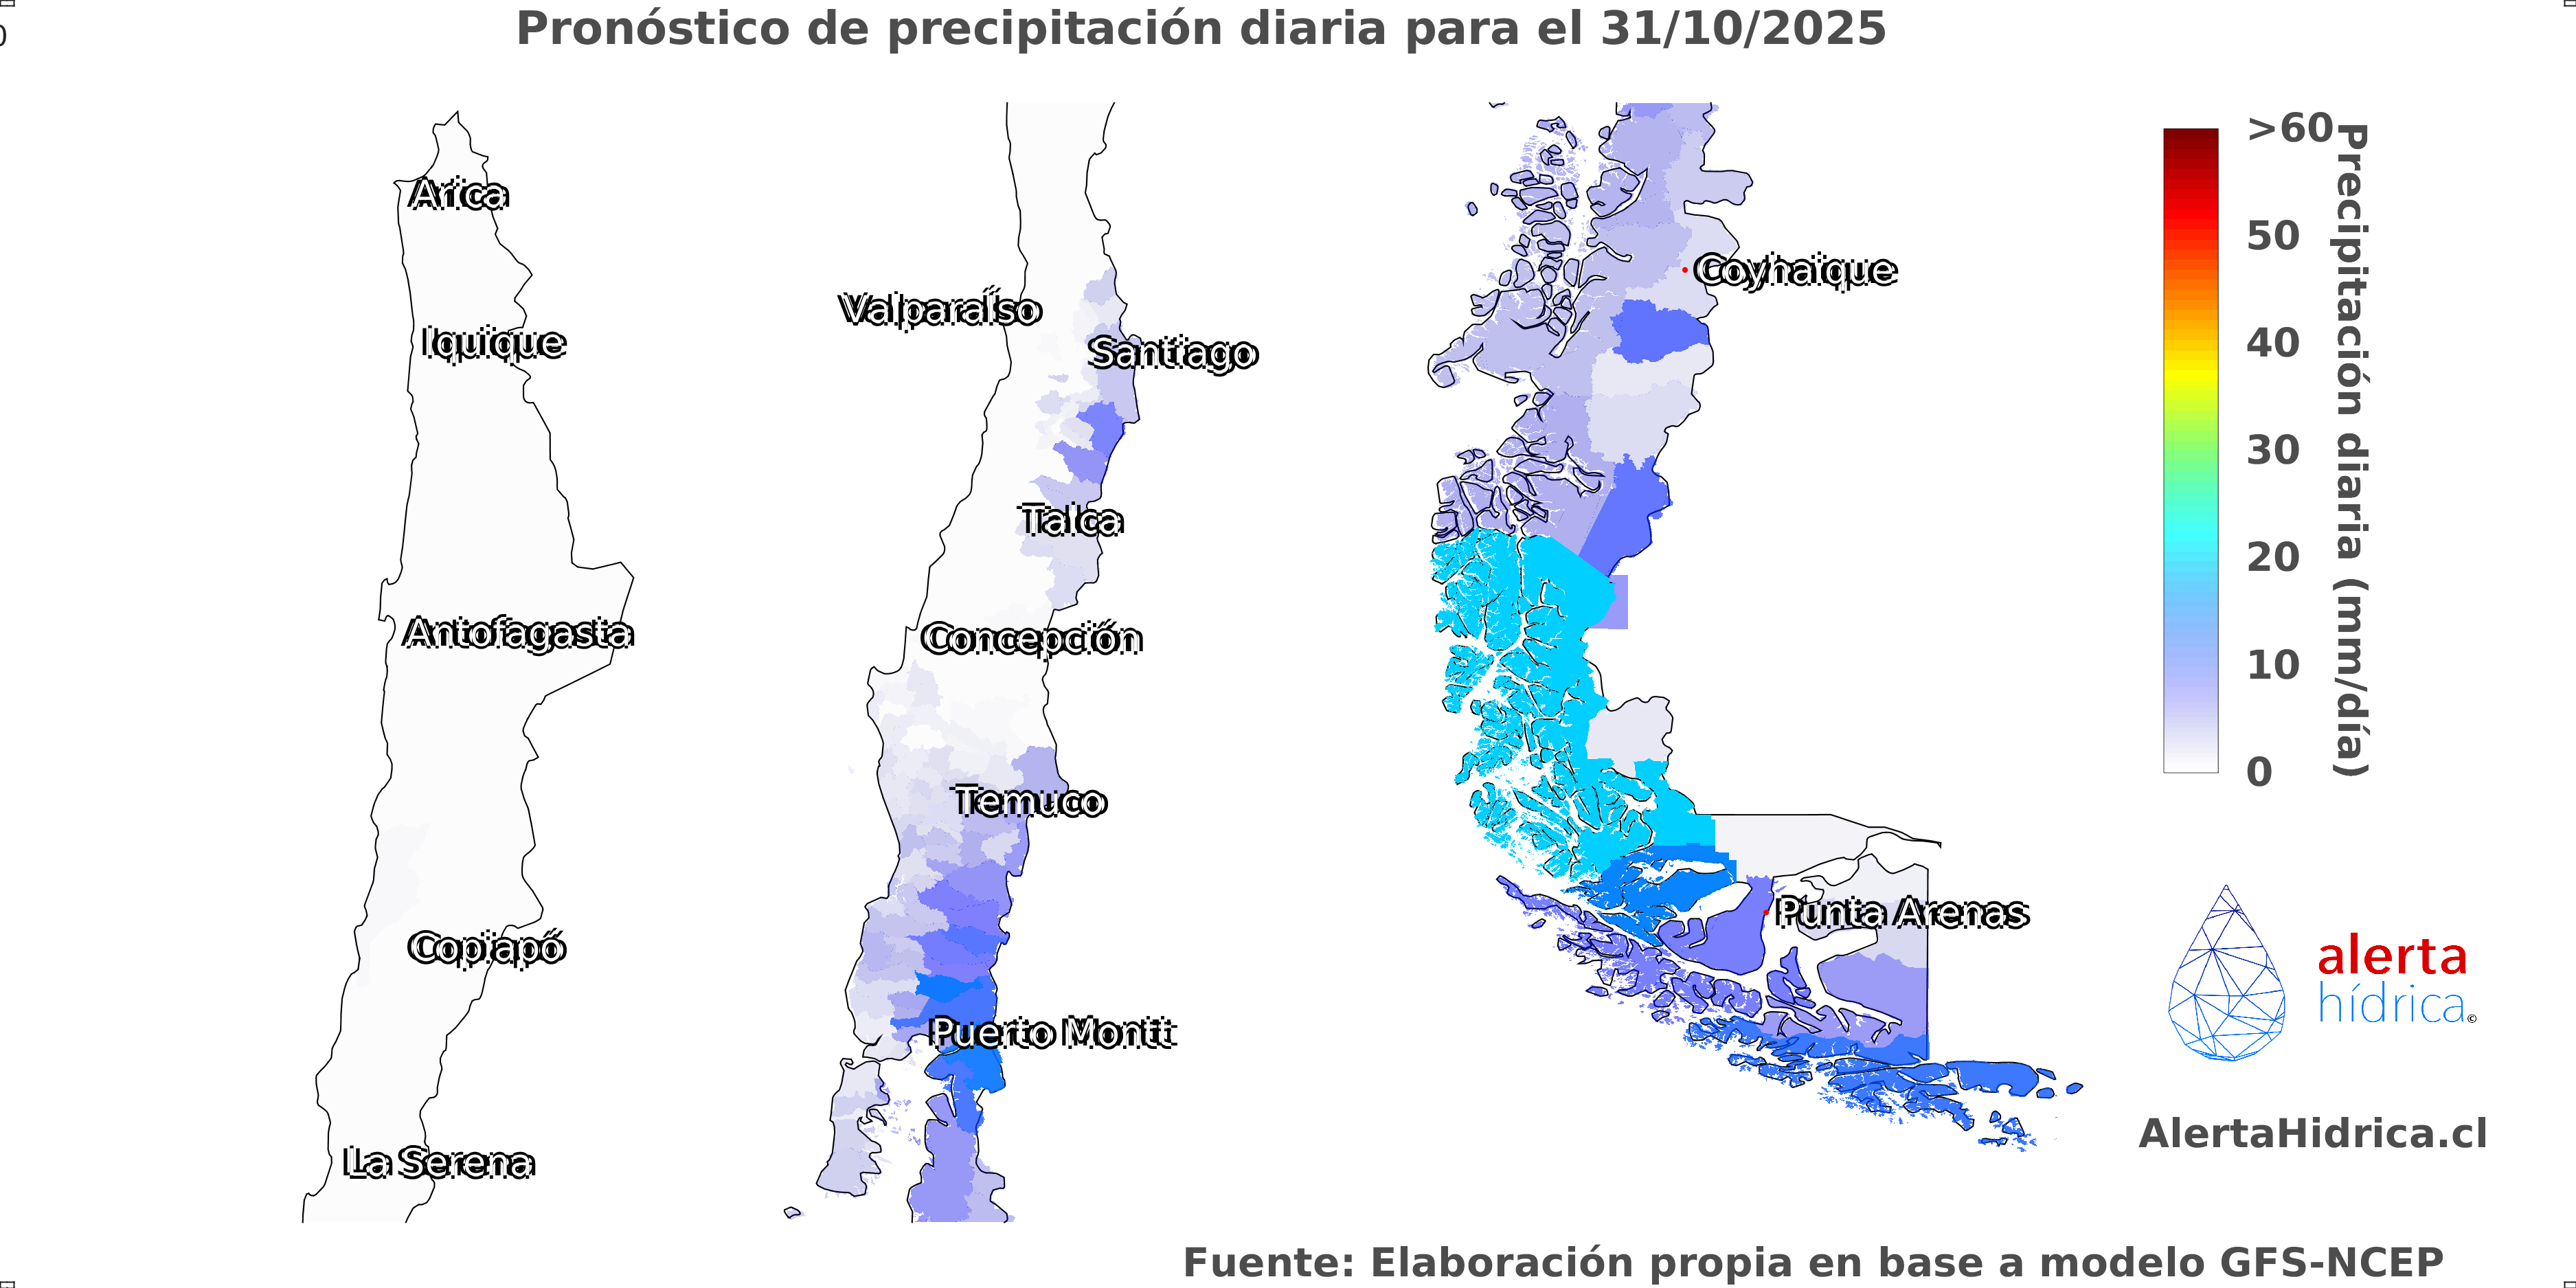 Pronóstico de precipitación diaria para el 31/10/2025
0
Arica
Iquique
Antofagasta
Copiapó
La Serena
Valparaíso
Santiago
Talca
Concepción
Temuco
Puerto Montt
Coyhaique
Punta Arenas
>60
50
40
30
20
10
0
Precipitación diaria (mm/día)
alerta
hídrica©
AlertaHidrica.cl
Fuente: Elaboración propia en base a modelo GFS-NCEP